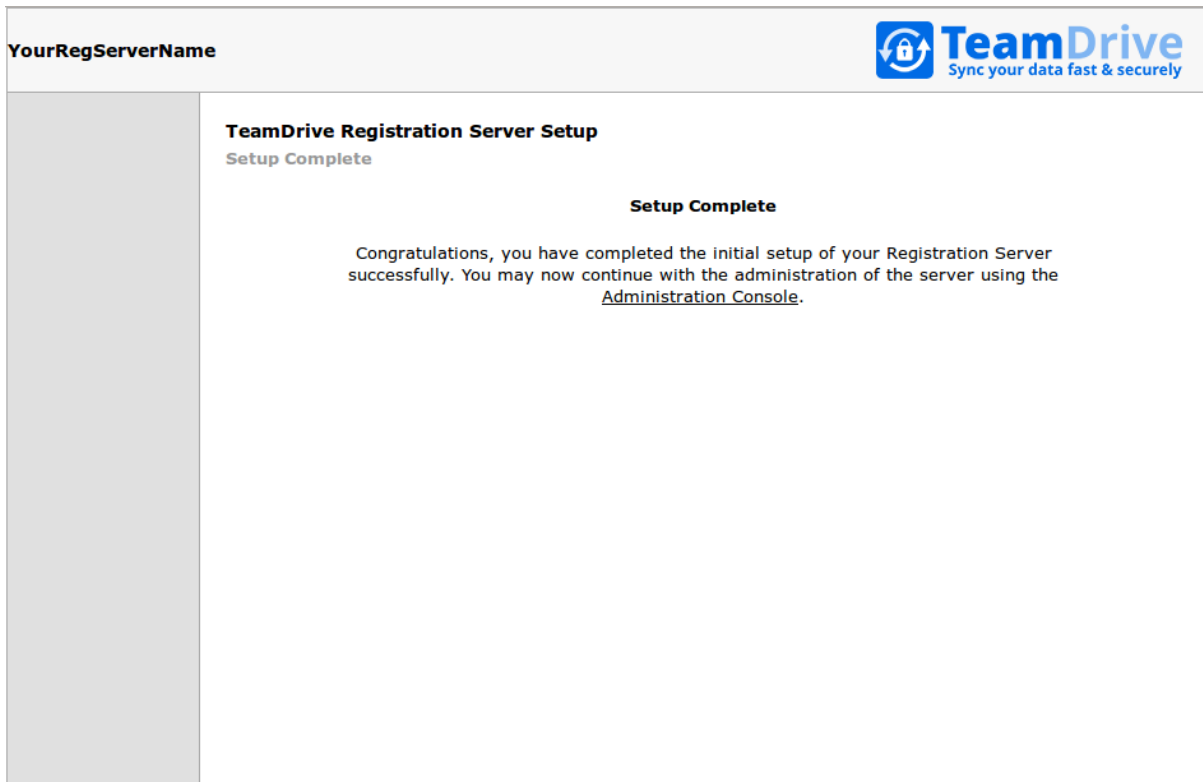 YourRegServerName
TeamDrive
Sync your data fast & securely
TeamDrive Registration Server Setup
Setup Complete
Setup Complete
Congratulations, you have completed the initial setup of your Registration Server
successfully. You may now continue with the administration of the server using the
Administration Console.